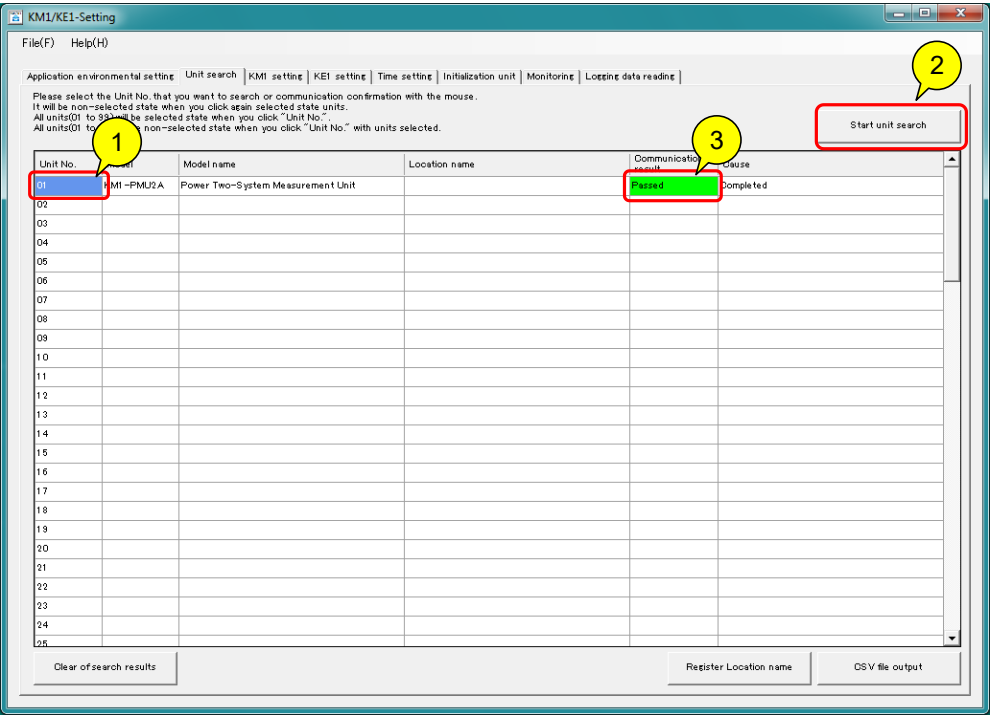 KM1/KE1-Setting
File(F) Help(H)
2
Application environmental setting Unit search KM1 setting KE1 setting Time setting Initialization unit Monitoring Logging data reading
Please select the Unit No. that you want to search or communication confirmation with the mouse.
It will be non-selected state when you click again selected state units.
All units(01 to 99) will be selected state when you click "Unit No.".
All units(01 to non-selected state when you click "Unit No." with units selected.
Start unit search
1
3
Unit No. Model name Location name Communication result Cause
01 KM1-PMU2A Power Two-System Measurement Unit Passed Completed
02
03
04
05
06
07
08
09
10
11
12
13
14
15
16
17
18
19
20
21
22
23
24
25
Clear of search results Register Location name CSV file output